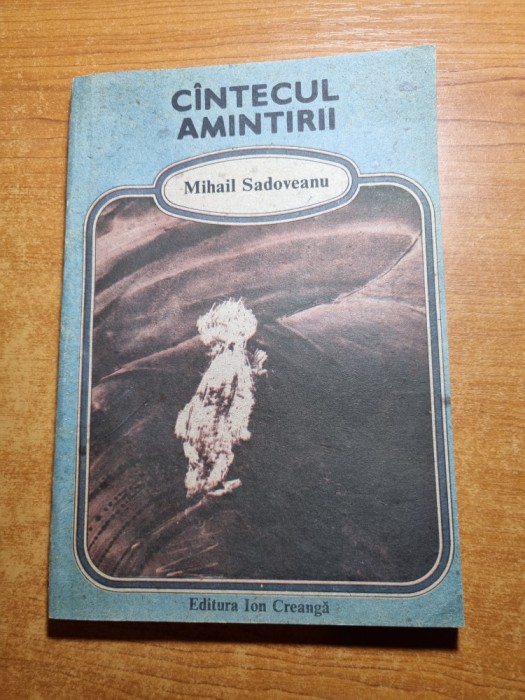 CÎNTECUL
AMINTIRII
Mihail Sadoveanu
Editura Ion Creangă